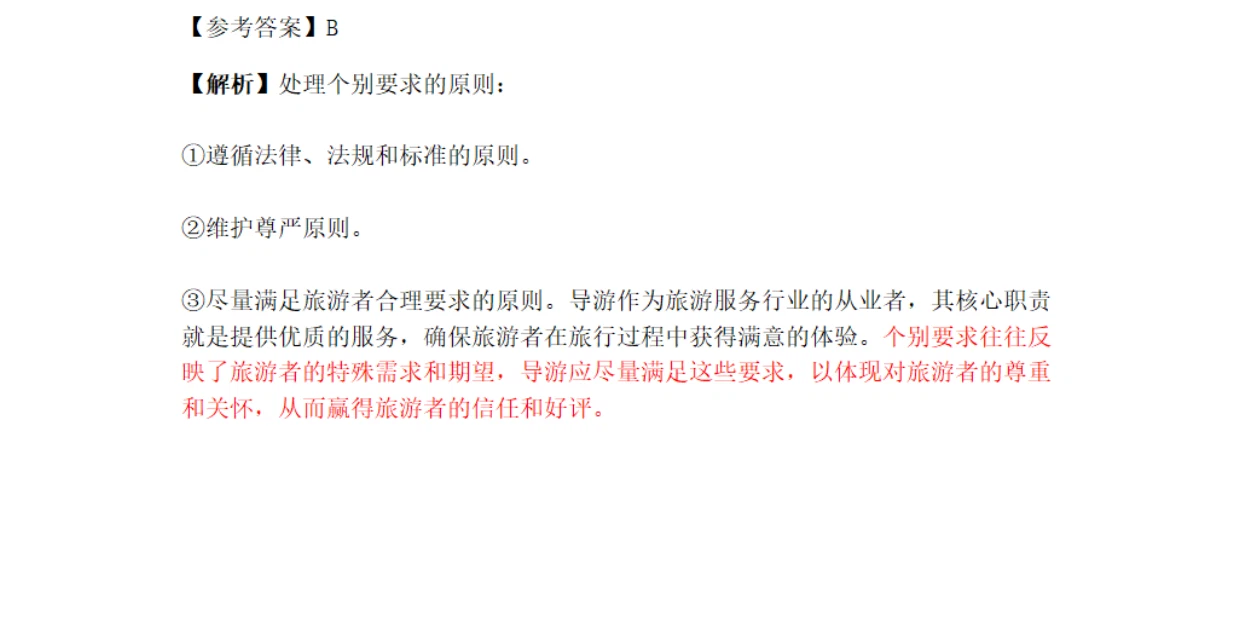 【参考答案】B
【解析】处理个别要求的原则：
①遵循法律、法规和标准的原则。
②维护尊严原则。
③尽量满足旅游者合理要求的原则。导游作为旅游服务行业的从业者，其核心职责
就是提供优质的服务，确保旅游者在旅行过程中获得满意的体验。个别要求往往反
映了旅游者的特殊需求和期望，导游应尽量满足这些要求，以体现对旅游者的尊重
和关怀，从而赢得旅游者的信任和好评。